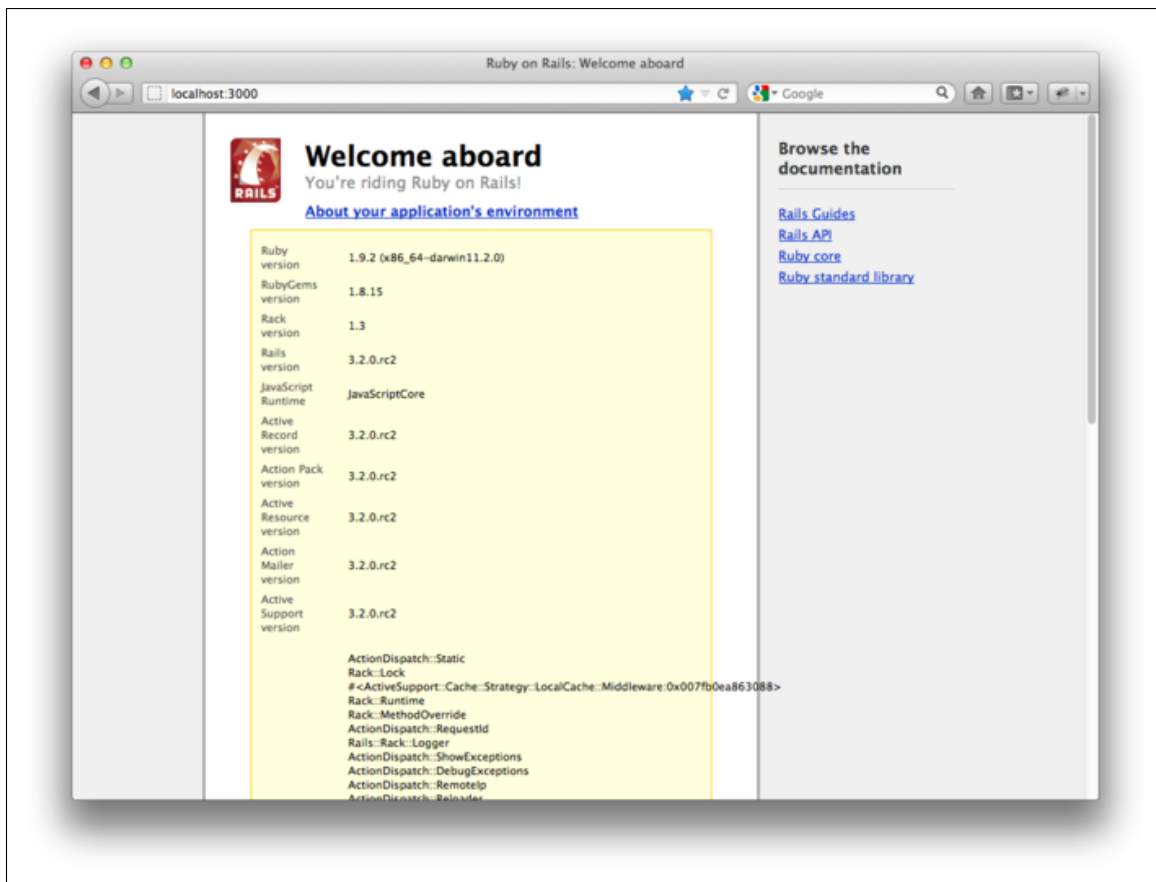 Ruby on Rails: Welcome aboard
localhost:3000
Google
RAILS
Welcome aboard
You're riding Ruby on Rails!
About your application's environment
Ruby version 1.9.2 (x86_64-darwin11.2.0)
RubyGems version 1.8.15
Rack version 1.3
Rails version 3.2.0.rc2
JavaScript Runtime JavaScriptCore
Active Record version 3.2.0.rc2
Action Pack version 3.2.0.rc2
Active Resource version 3.2.0.rc2
Action Mailer version 3.2.0.rc2
Active Support version 3.2.0.rc2
ActionDispatch::Static
Rack::Lock
#<ActiveSupport::Cache::Strategy::LocalCache::Middleware:0x007fb0ea863088>
Rack::Runtime
Rack::MethodOverride
ActionDispatch::RequestId
Rails::Rack::Logger
ActionDispatch::ShowExceptions
ActionDispatch::DebugExceptions
ActionDispatch::RemoteIp
ActionDispatch::Reloader
Browse the
documentation
Rails Guides
Rails API
Ruby core
Ruby standard library